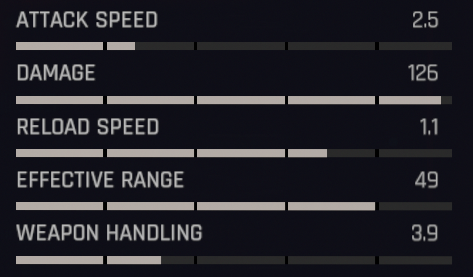 ATTACK SPEED 2.5
DAMAGE 126
RELOAD SPEED 1.1
EFFECTIVE RANGE 49
WEAPON HANDLING 3.9